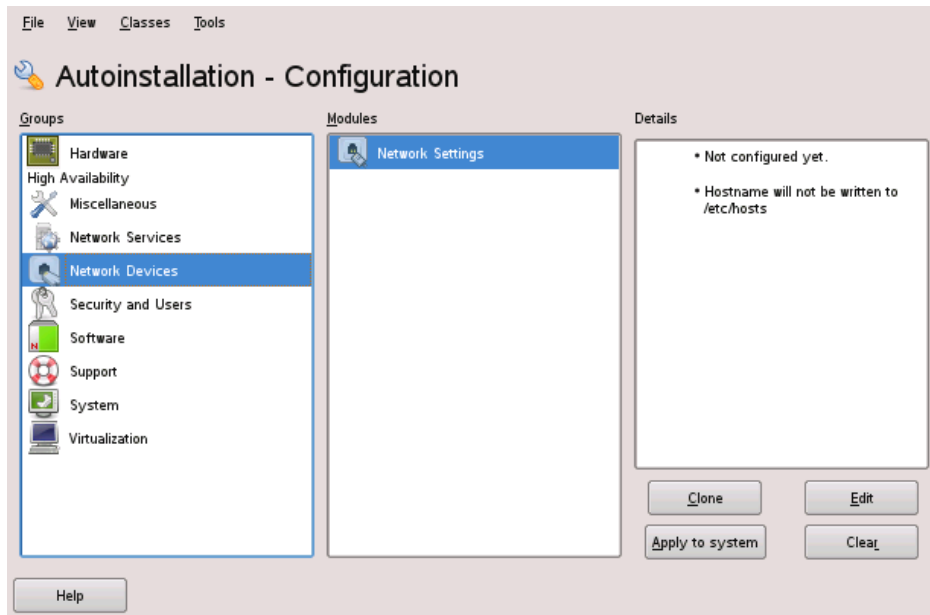 File View Classes Tools
Autoinstallation - Configuration
Groups
Hardware
High Availability
Miscellaneous
Network Services
Network Devices
Security and Users
N
Software
Support
System
Virtualization
Modules
Network Settings
Details
• Not configured yet.
• Hostname will not be written to
/etc/hosts
Clone Edit
Apply to system Clear
Help